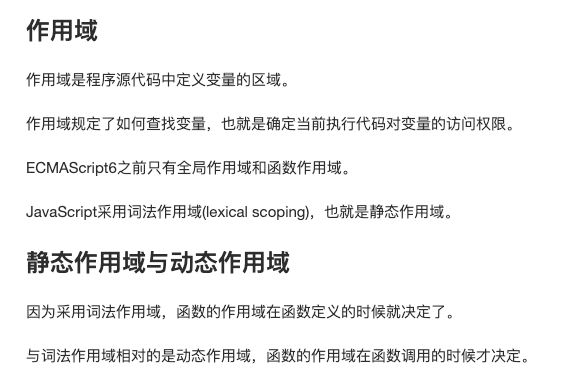 作用域
作用域是程序源代码中定义变量的区域。
作用域规定了如何查找变量，也就是确定当前执行代码对变量的访问权限。
ECMAScript6之前只有全局作用域和函数作用域。
JavaScript采用词法作用域(lexical scoping)，也就是静态作用域。
静态作用域与动态作用域
因为采用词法作用域，函数的作用域在函数定义的时候就决定了。
与词法作用域相对的是动态作用域，函数的作用域在函数调用的时候才决定。